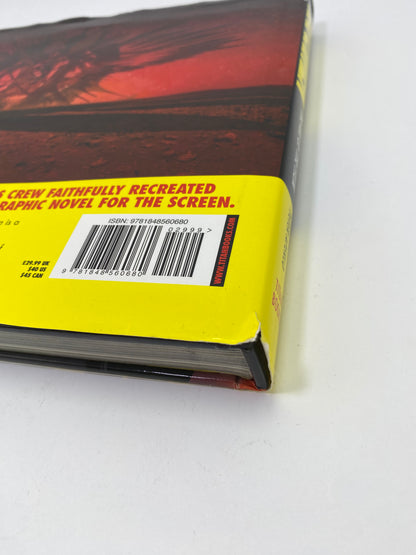 S CREW FAITHFULLY RECREATED
RAPHIC NOVEL FOR THE SCREEN.
e is a
f
ISBN: 9781848560680
02999>
9 781848 560680
£29.99 UK
$40 US
$45 CAN
WWW.TITANBOOKS.COM